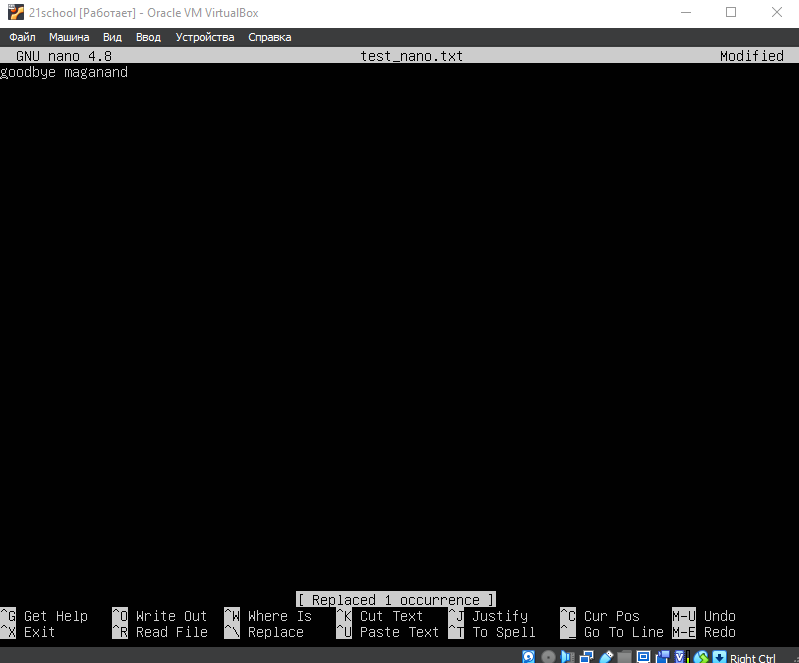 21school [Работает] - Oracle VM VirtualBox
Файл Машина Вид Ввод Устройства Справка
GNU nano 4.8 test_nano.txt Modified
goodbye maganand
[ Replaced 1 occurrence ]
^G Get Help ^O Write Out ^W Where Is ^K Cut Text ^J Justify ^C Cur Pos M-U Undo
^X Exit ^R Read File ^\ Replace ^U Paste Text ^T To Spell ^_ Go To Line M-E Redo
Right Ctrl